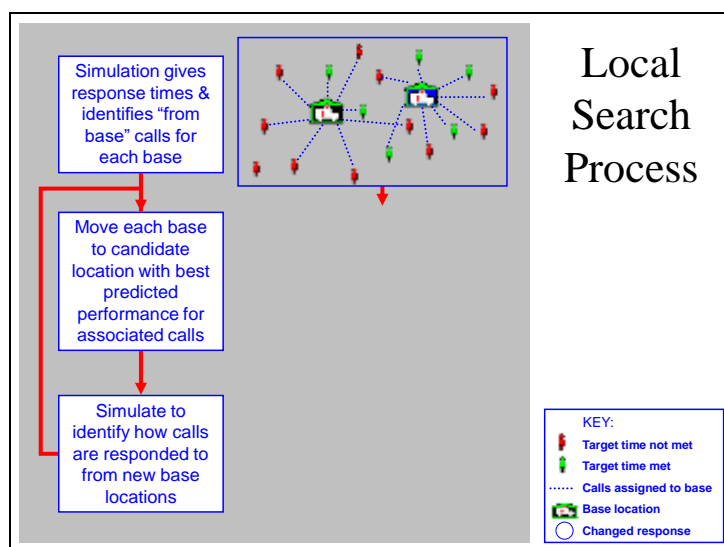 Simulation gives
response times &
identifies “from
base” calls for
each base
Move each base
to candidate
location with best
predicted
performance for
associated calls
Simulate to
identify how calls
are responded to
from new base
locations
Local
Search
Process
KEY:
Target time not met
Target time met
Calls assigned to base
Base location
Changed response